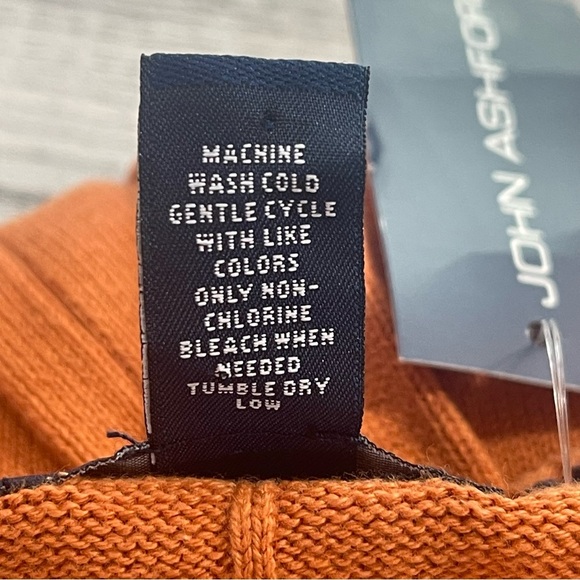 MACHINE
WASH COLD
GENTLE CYCLE
WITH LIKE
COLORS
ONLY NON-
CHLORINE
BLEACH WHEN
NEEDED
TUMBLE DRY
LOW
JOHN ASHFOR